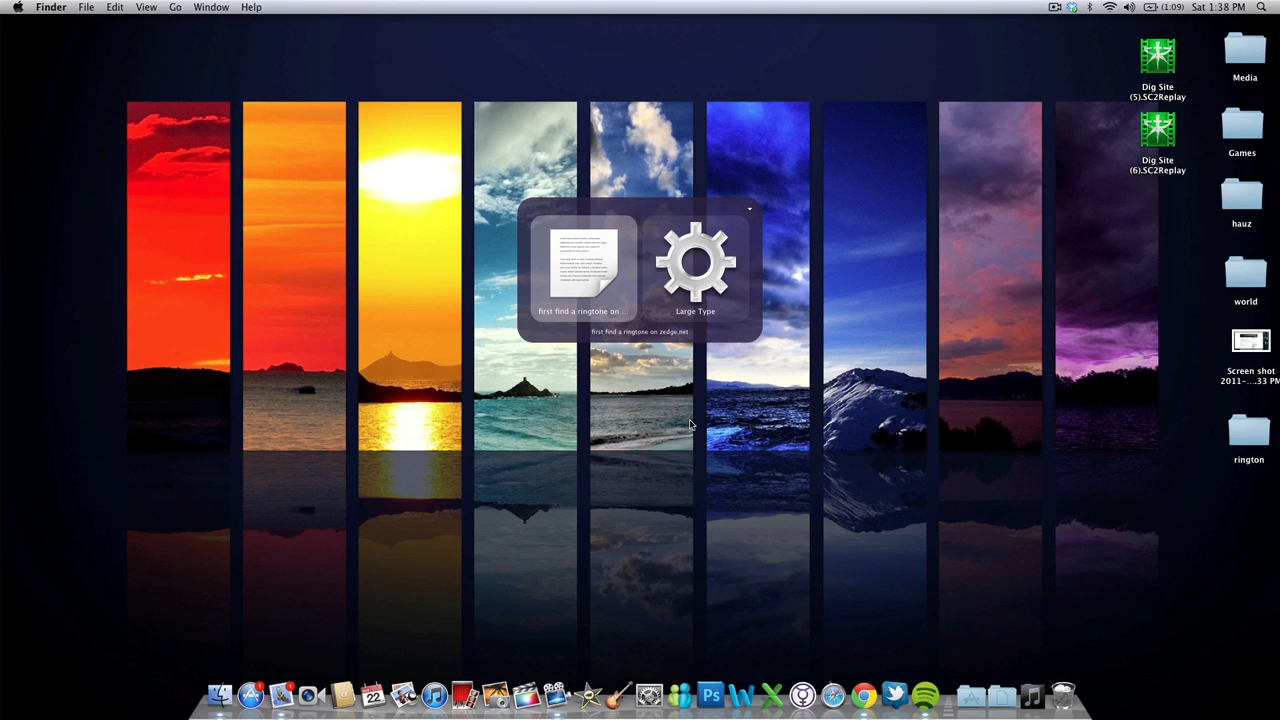 Finder File Edit View Go Window Help (1:09) Sat 1:38 PM
Dig Site
(5).SC2Replay
Dig Site
(6).SC2Replay
Media
Games
hauz
world
Screen shot
2011-...33 PM
rington
first find a ringtone on ...
Large Type
first find a ringtone on zedge.net
22
Ps